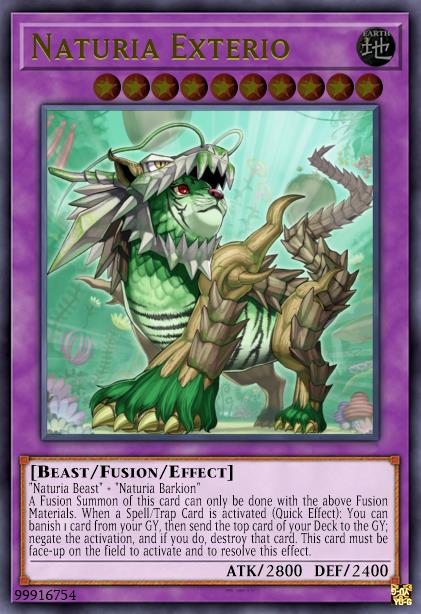 NATURIA EXTERIO
EARTH
地
[BEAST/FUSION/EFFECT]
"Naturia Beast" + "Naturia Barkion"
A Fusion Summon of this card can only be done with the above Fusion
Materials. When a Spell/Trap Card is activated (Quick Effect): You can
banish 1 card from your GY, then send the top card of your Deck to the GY;
negate the activation, and if you do, destroy that card. This card must be
face-up on the field to activate and to resolve this effect.
ATK/2800 DEF/2400
99916754